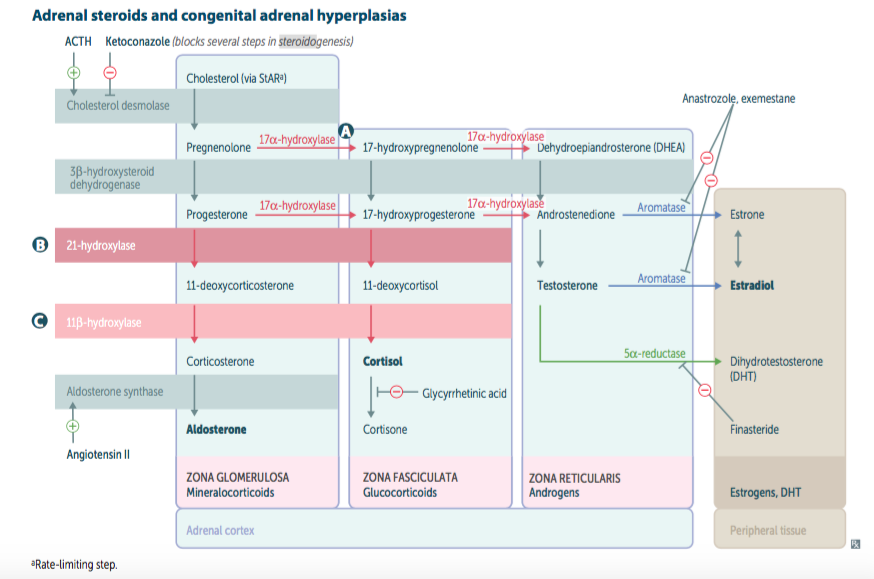 Adrenal steroids and congenital adrenal hyperplasias
ACTH Ketoconazole (blocks several steps in steroidogenesis)
Cholesterol (via StARᵃ)
Cholesterol desmolase
Anastrozole, exemestane
A
Pregnenolone 17α-hydroxylase 17-hydroxypregnenolone 17α-hydroxylase Dehydroepiandrosterone (DHEA)
3β-hydroxysteroid
dehydrogenase
Progesterone 17α-hydroxylase 17-hydroxyprogesterone 17α-hydroxylase Androstenedione Aromatase Estrone
B 21-hydroxylase
11-deoxycorticosterone 11-deoxycortisol Testosterone Aromatase Estradiol
C 11β-hydroxylase
Corticosterone Cortisol 5α-reductase Dihydrotestosterone
(DHT)
Aldosterone synthase Glycyrrhetinic acid
Aldosterone Cortisone Finasteride
Angiotensin II
ZONA GLOMERULOSA ZONA FASCICULATA ZONA RETICULARIS
Mineralocorticoids Glucocorticoids Androgens Estrogens, DHT
Adrenal cortex Peripheral tissue
ᵃRate-limiting step.